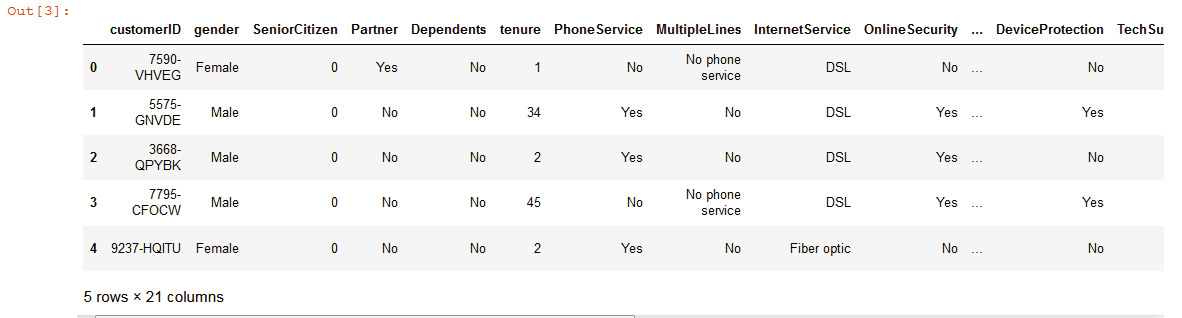 Out[3]:
customerID gender SeniorCitizen Partner Dependents tenure PhoneService MultipleLines InternetService OnlineSecurity ... DeviceProtection TechSu
0 7590-VHVEG Female 0 Yes No 1 No No phone service DSL No ... No
1 5575-GNVDE Male 0 No No 34 Yes No DSL Yes ... Yes
2 3668-QPYBK Male 0 No No 2 Yes No DSL Yes ... No
3 7795-CFOCW Male 0 No No 45 No No phone service DSL Yes ... Yes
4 9237-HQITU Female 0 No No 2 Yes No Fiber optic No ... No
5 rows × 21 columns